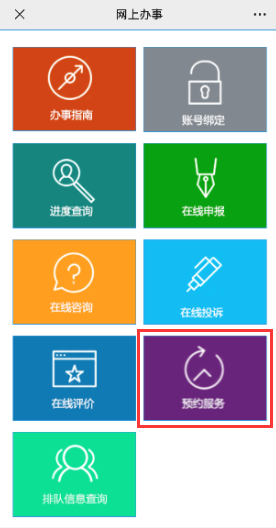 网上办事
办事指南
账号绑定
进度查询
在线申报
在线咨询
在线投诉
在线评价
预约服务
排队信息查询